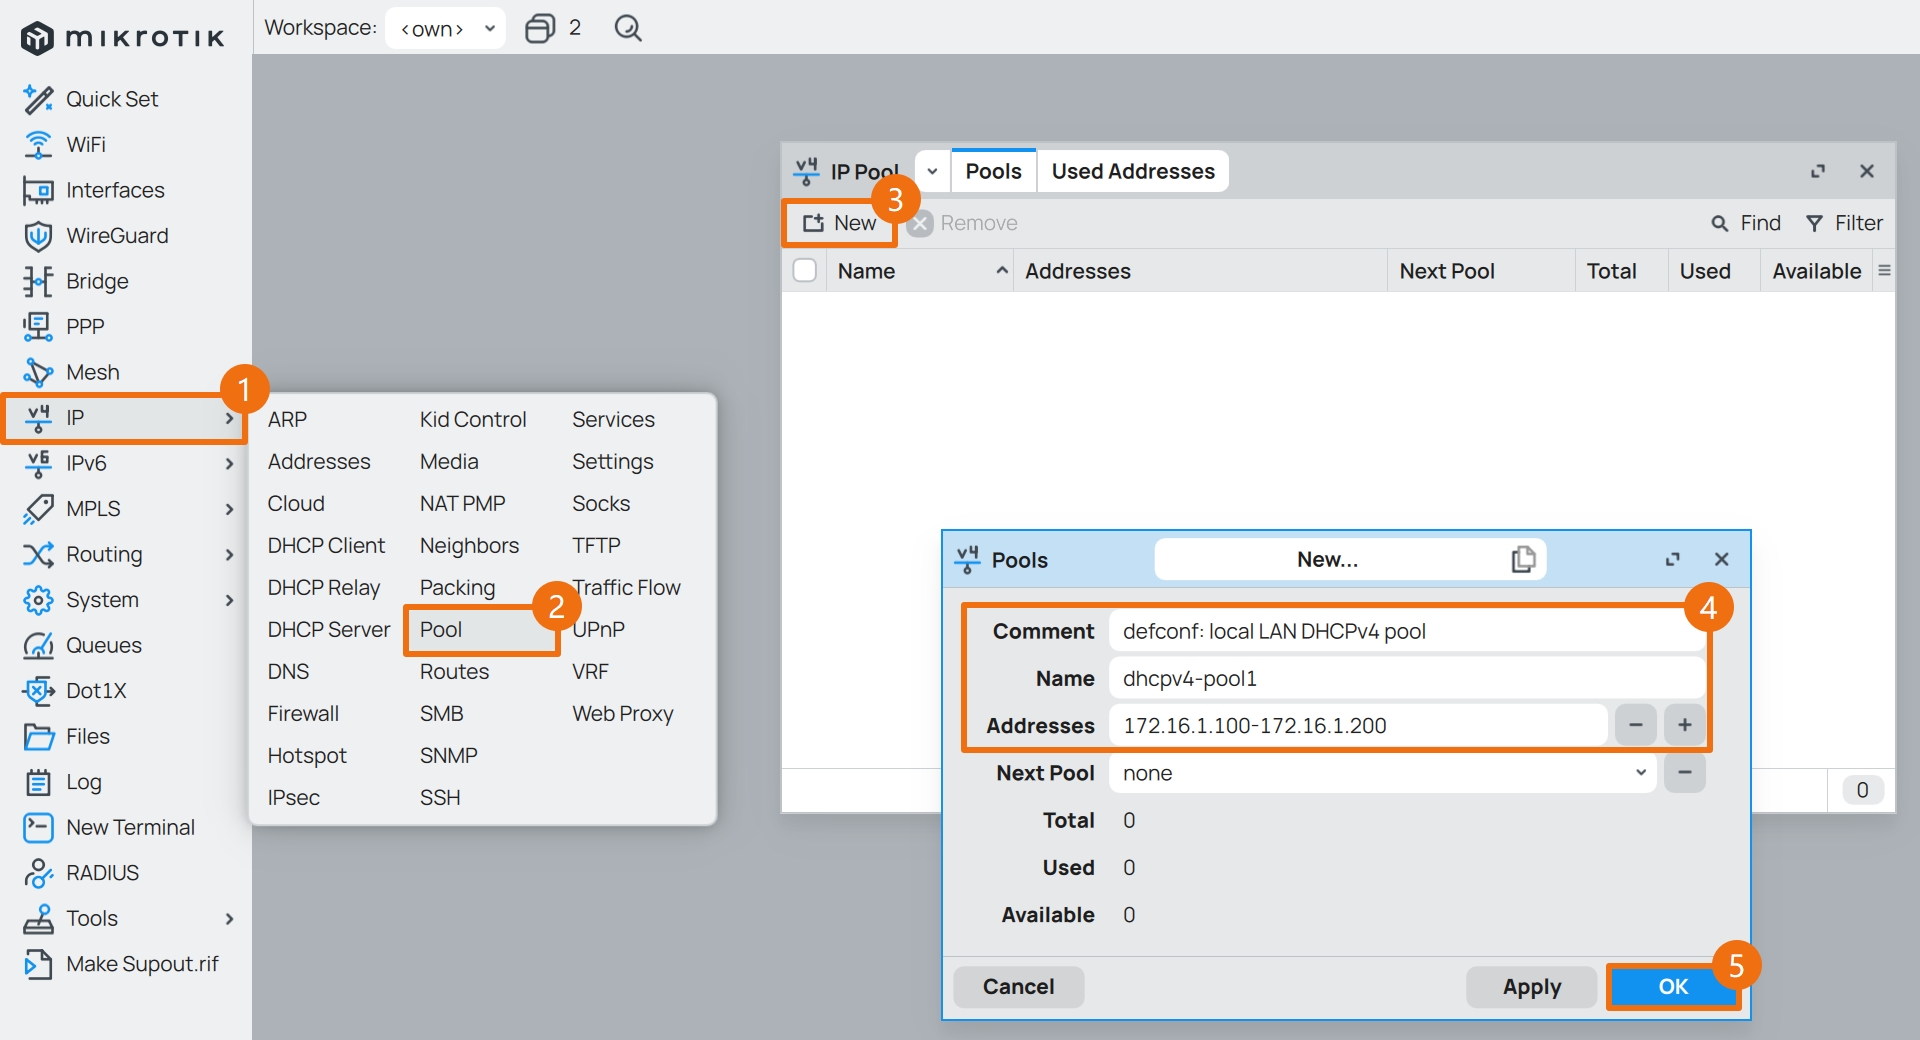 mikrotik
Workspace: <own> 2
Quick Set
WiFi
Interfaces
WireGuard
Bridge
PPP
Mesh
1
v4 IP
v6 IPv6
MPLS
Routing
System
Queues
Dot1X
Files
Log
New Terminal
RADIUS
Tools
Make Supout.rif
ARP
Addresses
Cloud
DHCP Client
DHCP Relay
DHCP Server
DNS
Firewall
Hotspot
IPsec
Kid Control
Media
NAT PMP
Neighbors
Packing
2
Pool
Routes
SMB
SNMP
SSH
Services
Settings
Socks
TFTP
Traffic Flow
UPnP
VRF
Web Proxy
v4 IP Pool Pools Used Addresses
3
New Remove Find Filter
Name Addresses Next Pool Total Used Available
0
v4 Pools New...
4
Comment defconf: local LAN DHCPv4 pool
Name dhcpv4-pool1
Addresses 172.16.1.100-172.16.1.200
Next Pool none
Total 0
Used 0
Available 0
5
Cancel Apply OK